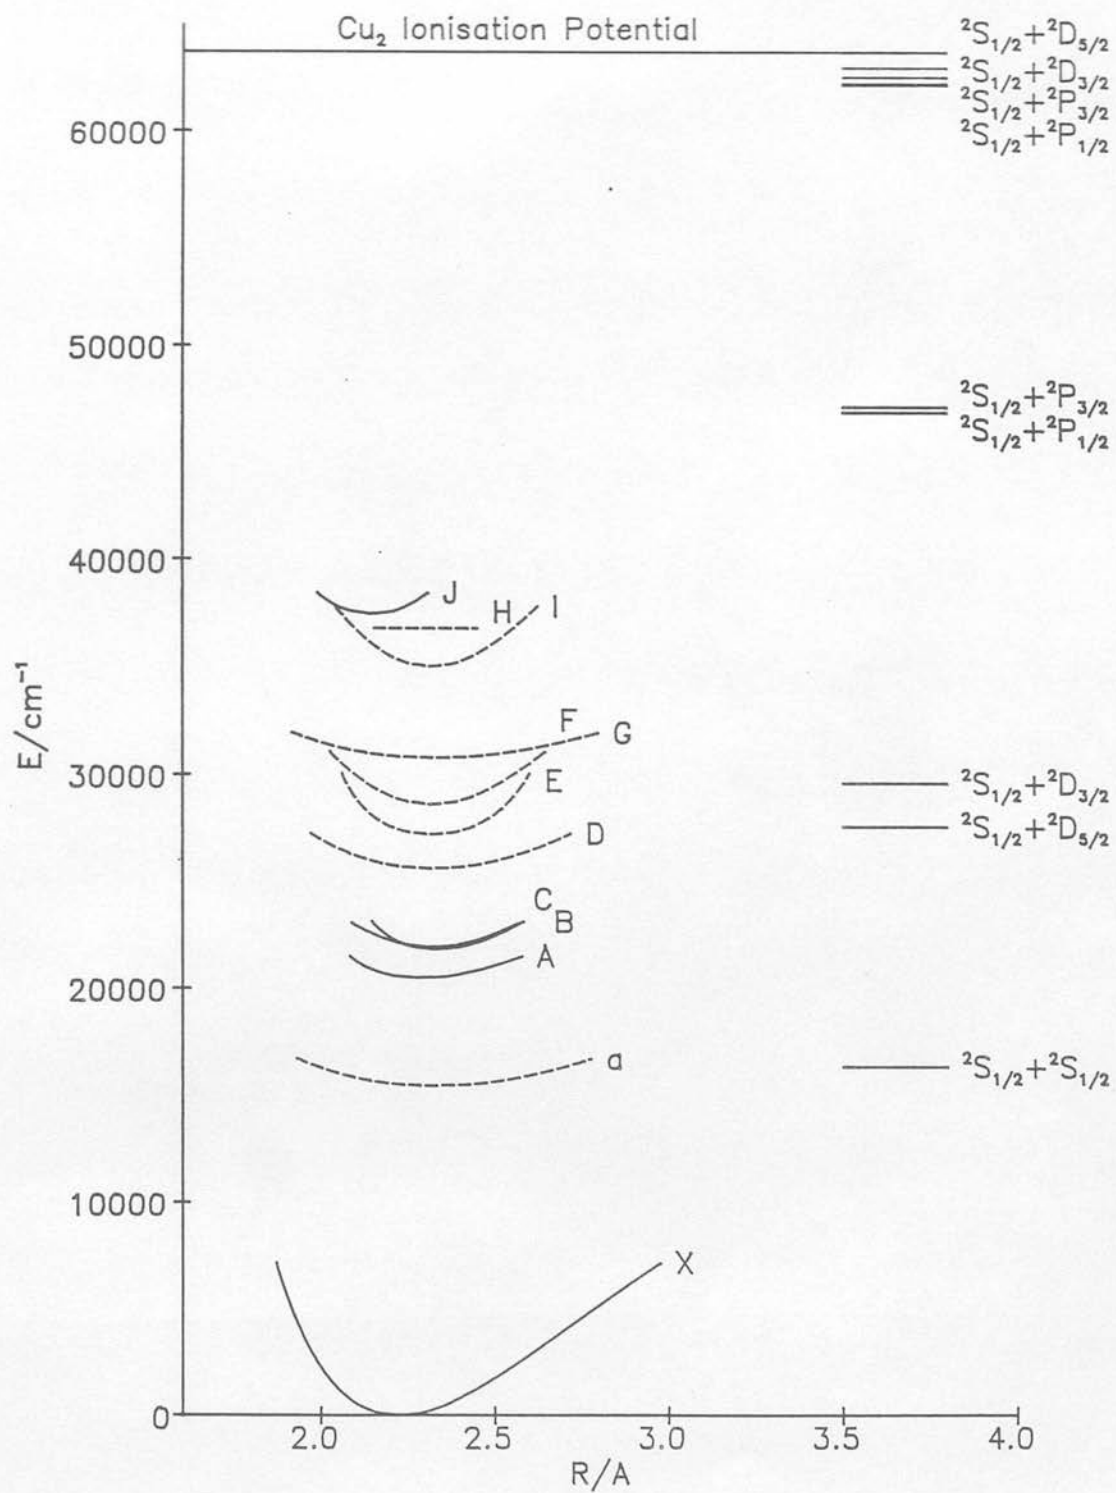 Cu₂ Ionisation Potential
²S₁/₂+²D₅/₂
²S₁/₂+²D₃/₂
²S₁/₂+²P₃/₂
²S₁/₂+²P₁/₂
60000
50000
²S₁/₂+²P₃/₂
²S₁/₂+²P₁/₂
40000
J
H
I
E/cm⁻¹
F
G
30000
E
²S₁/₂+²D₃/₂
D
²S₁/₂+²D₅/₂
C
B
A
20000
a
²S₁/₂+²S₁/₂
10000
X
0
2.0 2.5 3.0 3.5 4.0
R/A